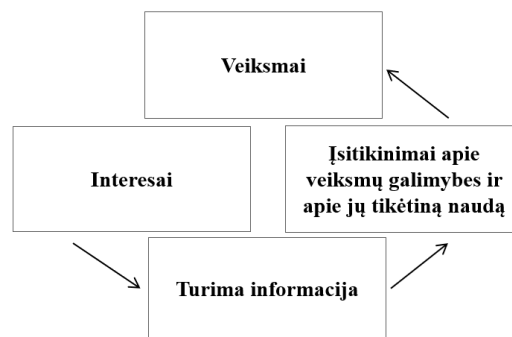 Veiksmai
Interesai
Įsitikinimai apie
veiksmų galimybes ir
apie jų tikėtiną naudą
Turima informacija